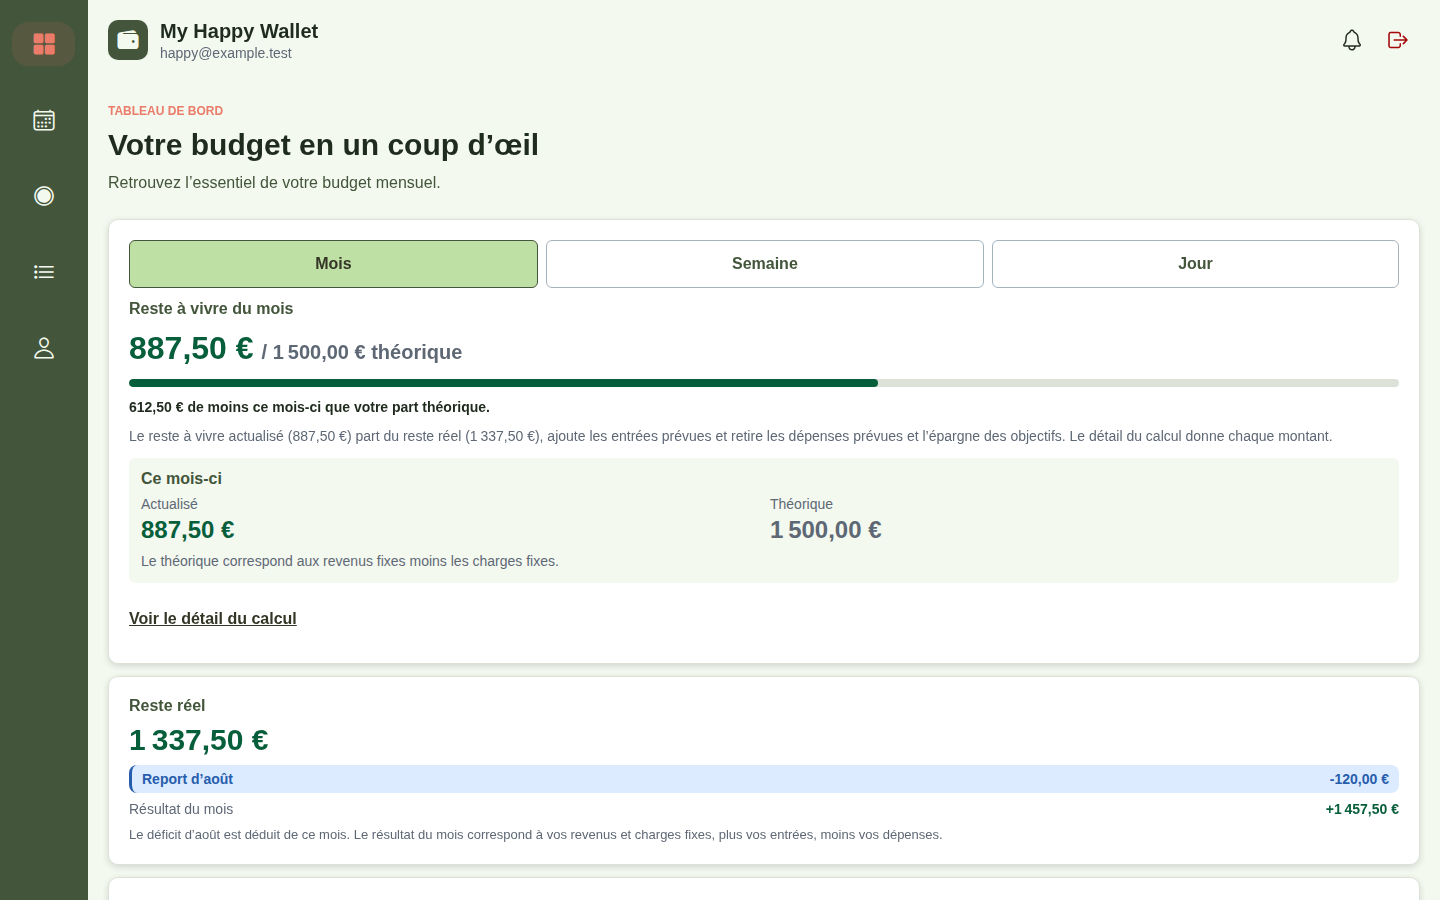 My Happy Wallet
happy@example.test
TABLEAU DE BORD
Votre budget en un coup d’œil
Retrouvez l’essentiel de votre budget mensuel.
Mois
Semaine
Jour
Reste à vivre du mois
887,50 € / 1 500,00 € théorique
612,50 € de moins ce mois-ci que votre part théorique.
Le reste à vivre actualisé (887,50 €) part du reste réel (1 337,50 €), ajoute les entrées prévues et retire les dépenses prévues et l’épargne des objectifs. Le détail du calcul donne chaque montant.
Ce mois-ci
Actualisé
Théorique
887,50 €
1 500,00 €
Le théorique correspond aux revenus fixes moins les charges fixes.
Voir le détail du calcul
Reste réel
1 337,50 €
Report d’août -120,00 €
Résultat du mois +1 457,50 €
Le déficit d’août est déduit de ce mois. Le résultat du mois correspond à vos revenus et charges fixes, plus vos entrées, moins vos dépenses.